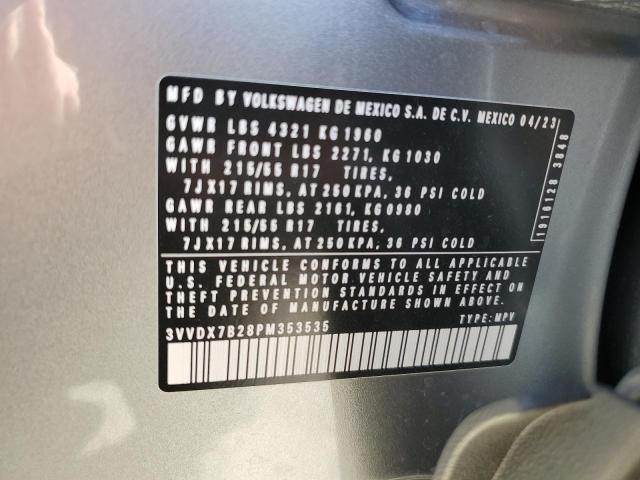 MFD BY VOLKSWAGEN DE MEXICO S.A. DE C.V. MEXICO 04/23
GVWR LBS 4321 KG 1960
GAWR FRONT LBS 2271, KG 1030
WITH 215/55 R17 TIRES,
7JX17 RIMS, AT 250 KPA, 36 PSI COLD
GAWR REAR LBS 2161, KG 0980
WITH 215/55 R17 TIRES,
7JX17 RIMS, AT 250 KPA, 36 PSI COLD
1916128 3848
THIS VEHICLE CONFORMS TO ALL APPLICABLE
U.S. FEDERAL MOTOR VEHICLE SAFETY AND
THEFT PREVENTION STANDARDS IN EFFECT ON THE
DATE OF MANUFACTURE SHOWN ABOVE.
3VVDX7B28PM353535 TYPE: MPV